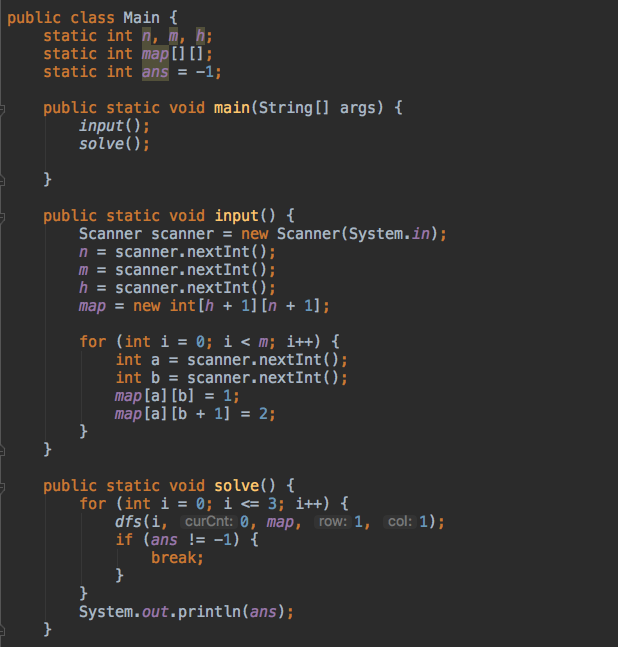 public class Main {
static int n, m, h;
static int map[][];
static int ans = -1;
public static void main(String[] args) {
input();
solve();
}
public static void input() {
Scanner scanner = new Scanner(System.in);
n = scanner.nextInt();
m = scanner.nextInt();
h = scanner.nextInt();
map = new int[h + 1][n + 1];
for (int i = 0; i < m; i++) {
int a = scanner.nextInt();
int b = scanner.nextInt();
map[a][b] = 1;
map[a][b + 1] = 2;
}
}
public static void solve() {
for (int i = 0; i <= 3; i++) {
dfs(i, curCnt: 0, map, row: 1, col: 1);
if (ans != -1) {
break;
}
}
System.out.println(ans);
}